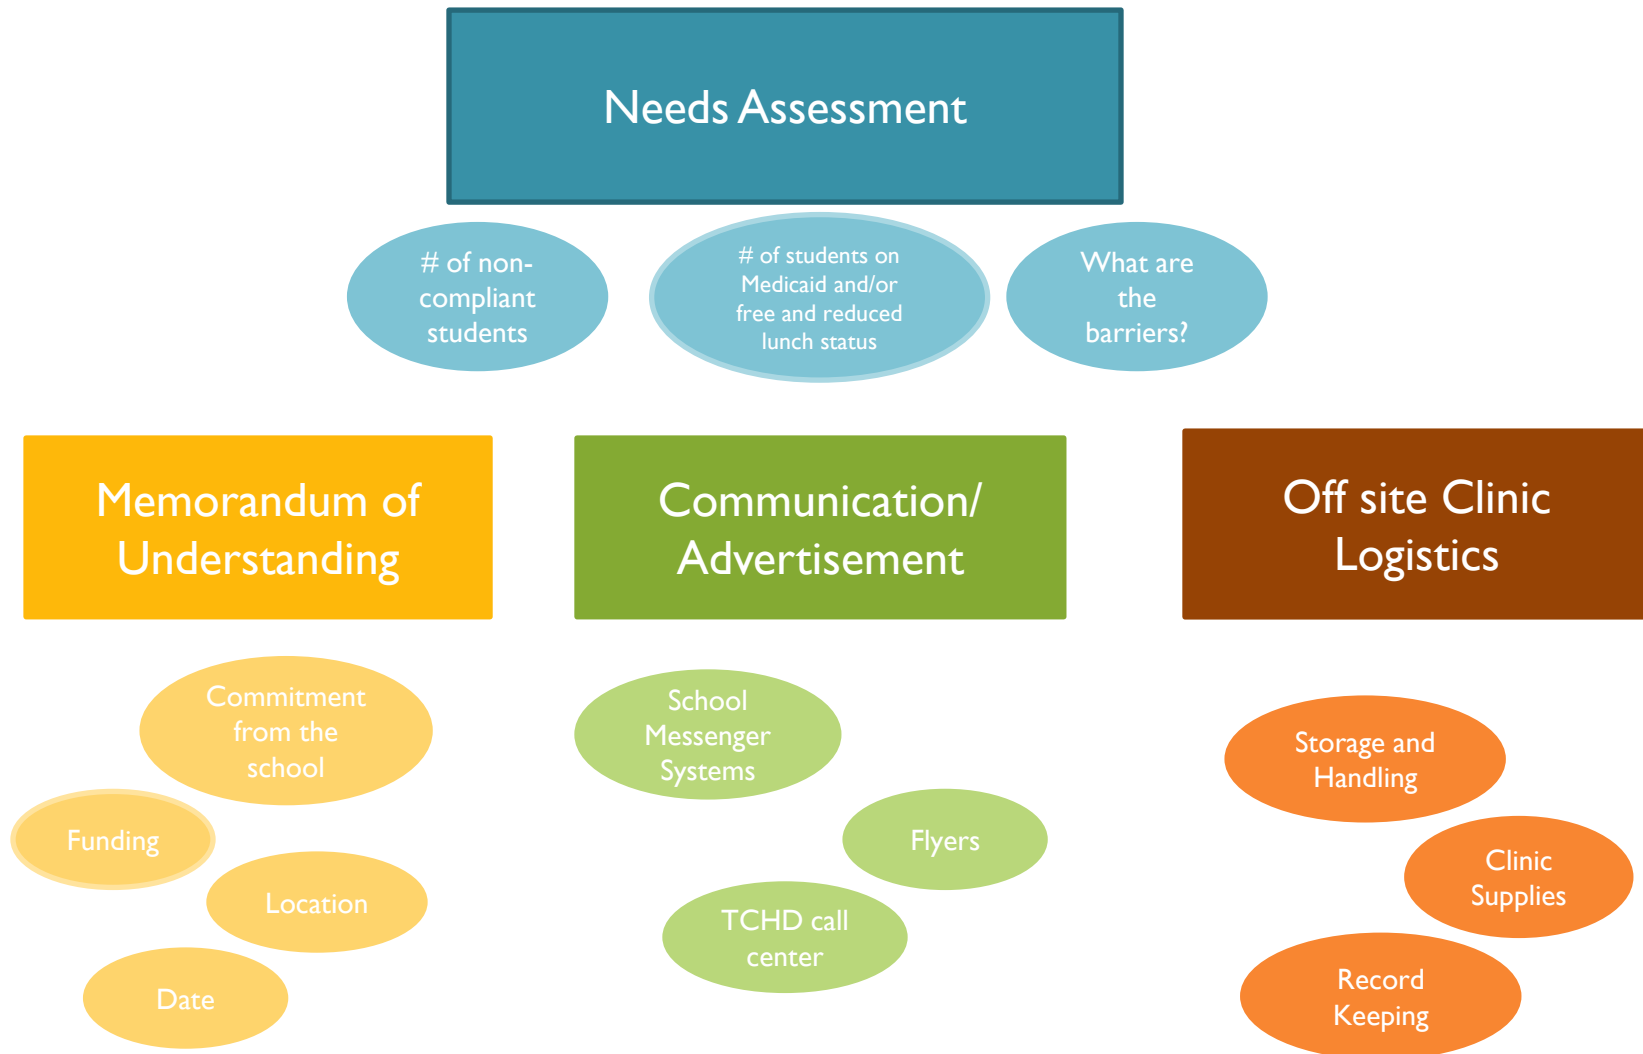 Needs Assessment
# of non-
compliant
students
# of students on
Medicaid and/or
free and reduced
lunch status
What are
the
barriers?
Memorandum of
Understanding
Commitment
from the
school
Funding
Location
Date
Communication/
Advertisement
School
Messenger
Systems
Flyers
TCHD call
center
Off site Clinic
Logistics
Storage and
Handling
Clinic
Supplies
Record
Keeping